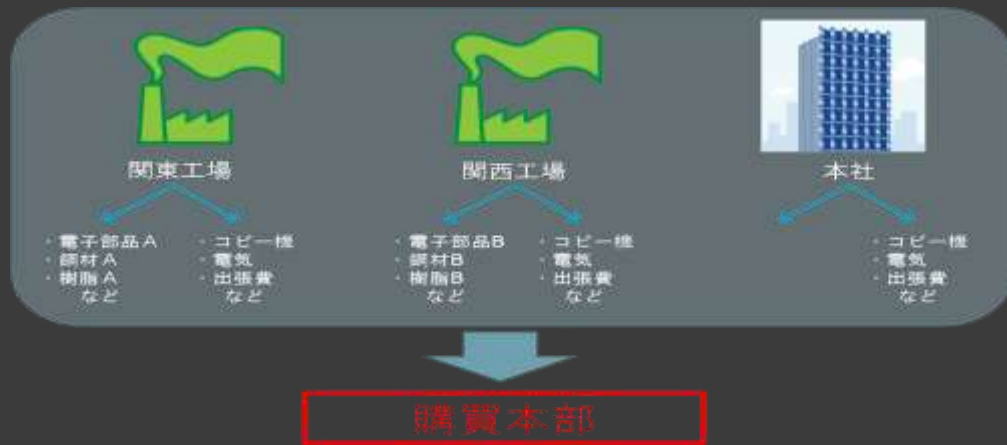 関東工場
関西工場
本社
・電子部品A
・鋼材A
・樹脂A
など
・コピー機
・電気
・出張費
など
・電子部品B
・鋼材B
・樹脂B
など
・コピー機
・電気
・出張費
など
・コピー機
・電気
・出張費
など
購買本部